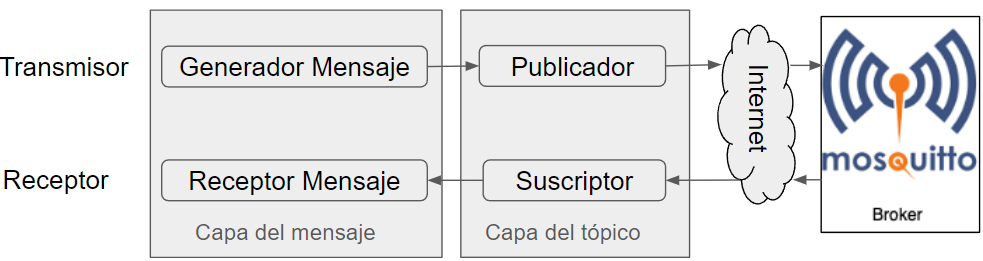 Transmisor
Generador Mensaje
Publicador
Internet
mosquitto
Receptor
Receptor Mensaje
Suscriptor
Broker
Capa del mensaje
Capa del tópico